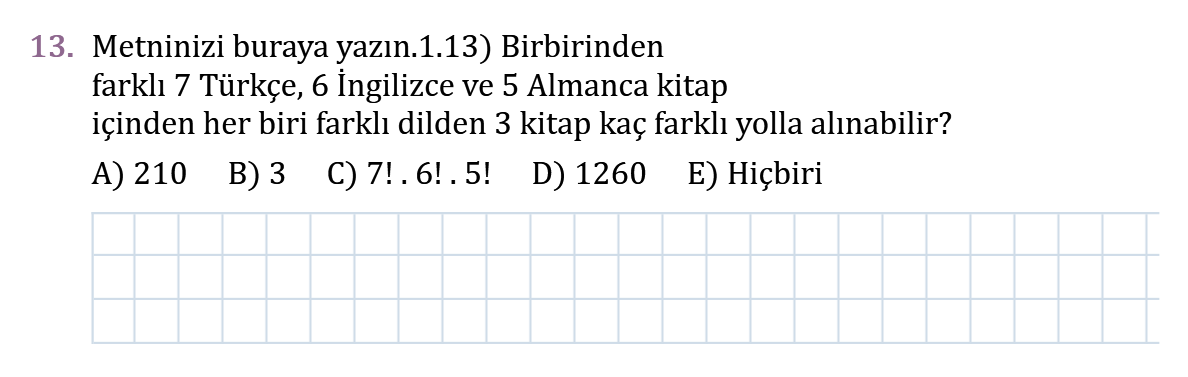 13. Metninizi buraya yazın.1.13) Birbirinden
farklı 7 Türkçe, 6 İngilizce ve 5 Almanca kitap
içinden her biri farklı dilden 3 kitap kaç farklı yolla alınabilir?
A) 210 B) 3 C) 7! . 6! . 5! D) 1260 E) Hiçbiri